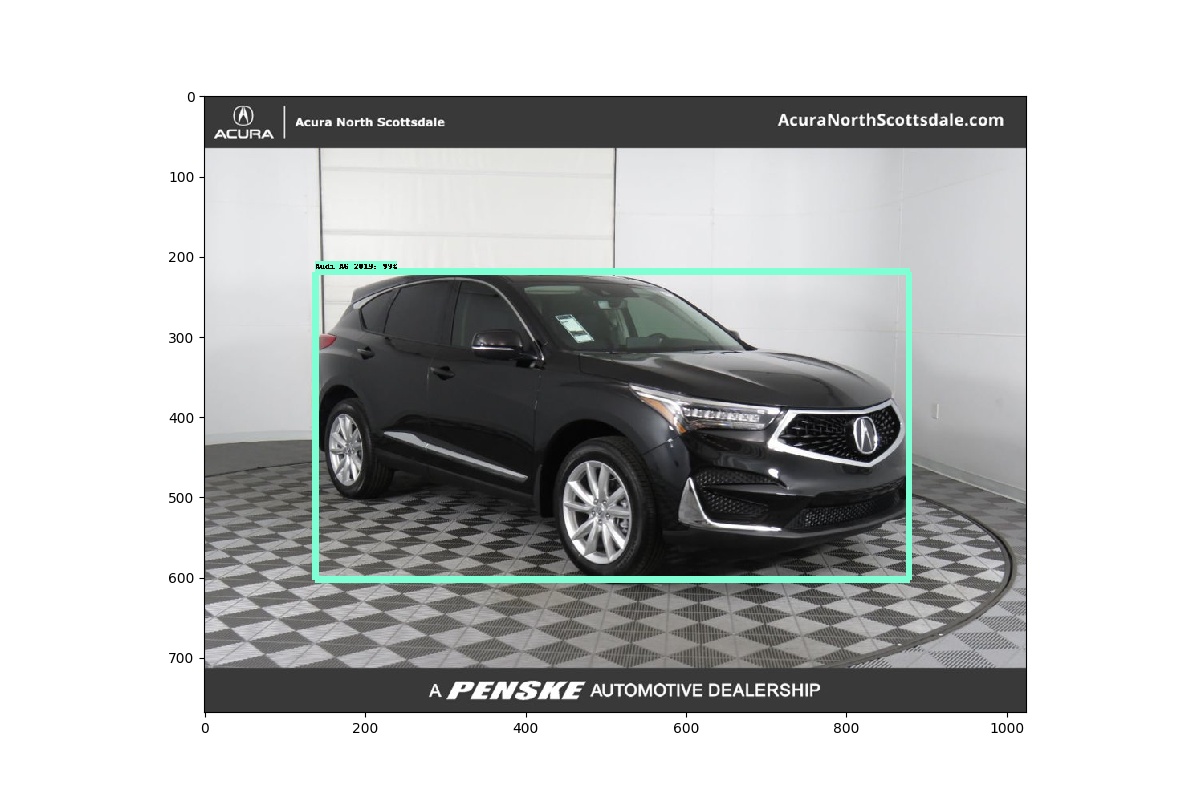 ACURA
Acura North Scottsdale
AcuraNorthScottsdale.com
Audi A6 2019: 99%
A PENSKE AUTOMOTIVE DEALERSHIP
0
100
200
300
400
500
600
700
0
200
400
600
800
1000